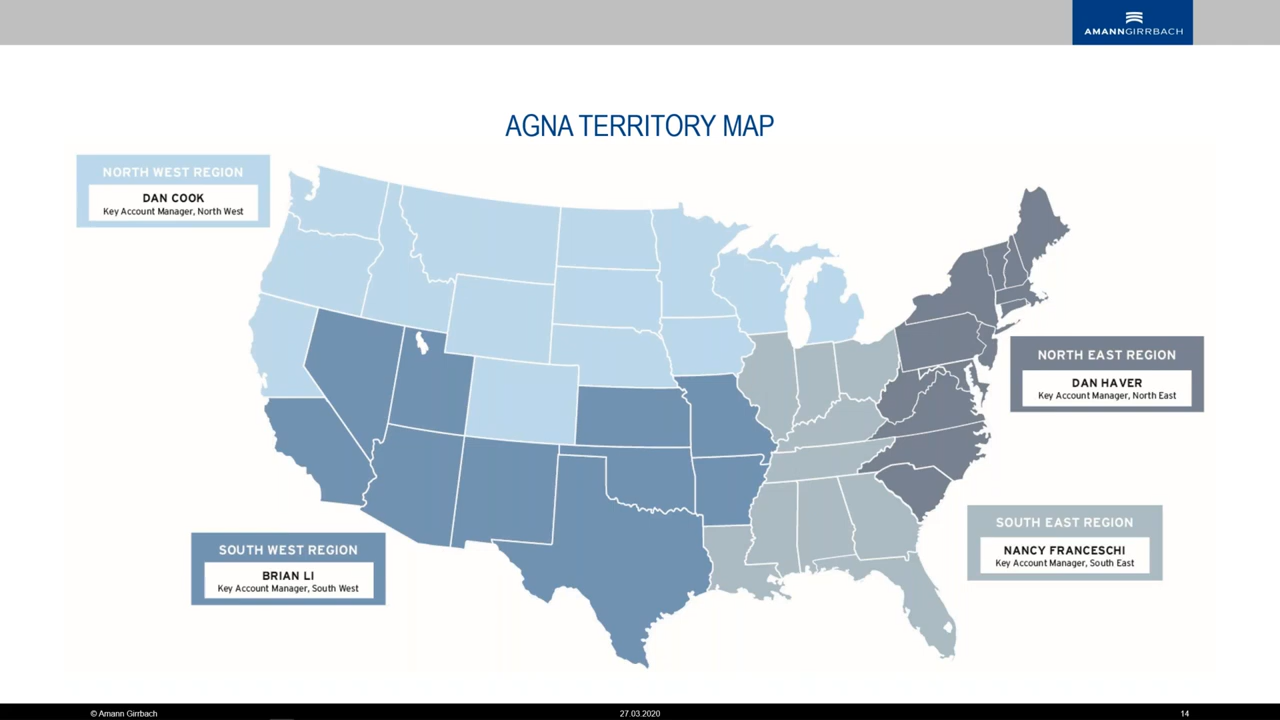 AMANNGIRRBACH
AGNA TERRITORY MAP
NORTH WEST REGION
DAN COOK
Key Account Manager, North West
NORTH EAST REGION
DAN HAVER
Key Account Manager, North East
SOUTH EAST REGION
NANCY FRANCESCHI
Key Account Manager, South East
SOUTH WEST REGION
BRIAN LI
Key Account Manager, South West
© Amann Girrbach
27.03.2020
14